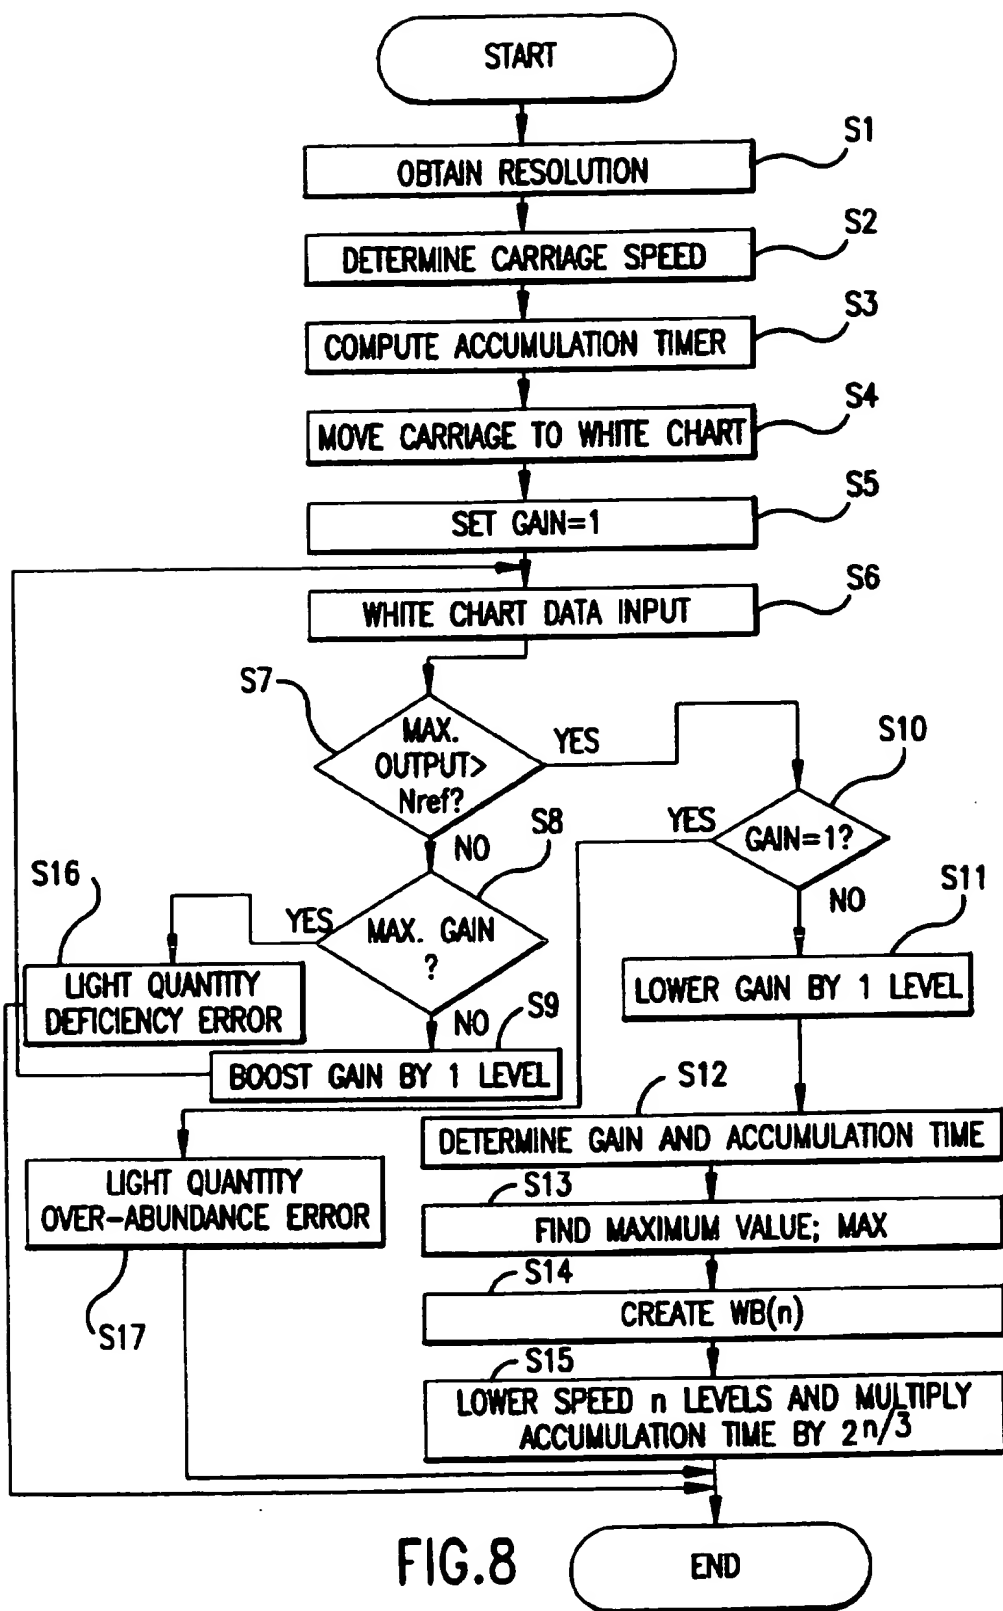 START
S1
OBTAIN RESOLUTION
S2
DETERMINE CARRIAGE SPEED
S3
COMPUTE ACCUMULATION TIMER
S4
MOVE CARRIAGE TO WHITE CHART
S5
SET GAIN=1
S6
WHITE CHART DATA INPUT
S7
MAX.
OUTPUT>
Nref?
YES
NO
S10
GAIN=1?
YES
NO
S8
MAX. GAIN
?
YES
NO
S16
LIGHT QUANTITY
DEFICIENCY ERROR
S9
BOOST GAIN BY 1 LEVEL
S11
LOWER GAIN BY 1 LEVEL
S12
DETERMINE GAIN AND ACCUMULATION TIME
LIGHT QUANTITY
OVER-ABUNDANCE ERROR
S17
S13
FIND MAXIMUM VALUE; MAX
S14
CREATE WB(n)
S15
LOWER SPEED n LEVELS AND MULTIPLY
ACCUMULATION TIME BY 2n/3
END
FIG.8